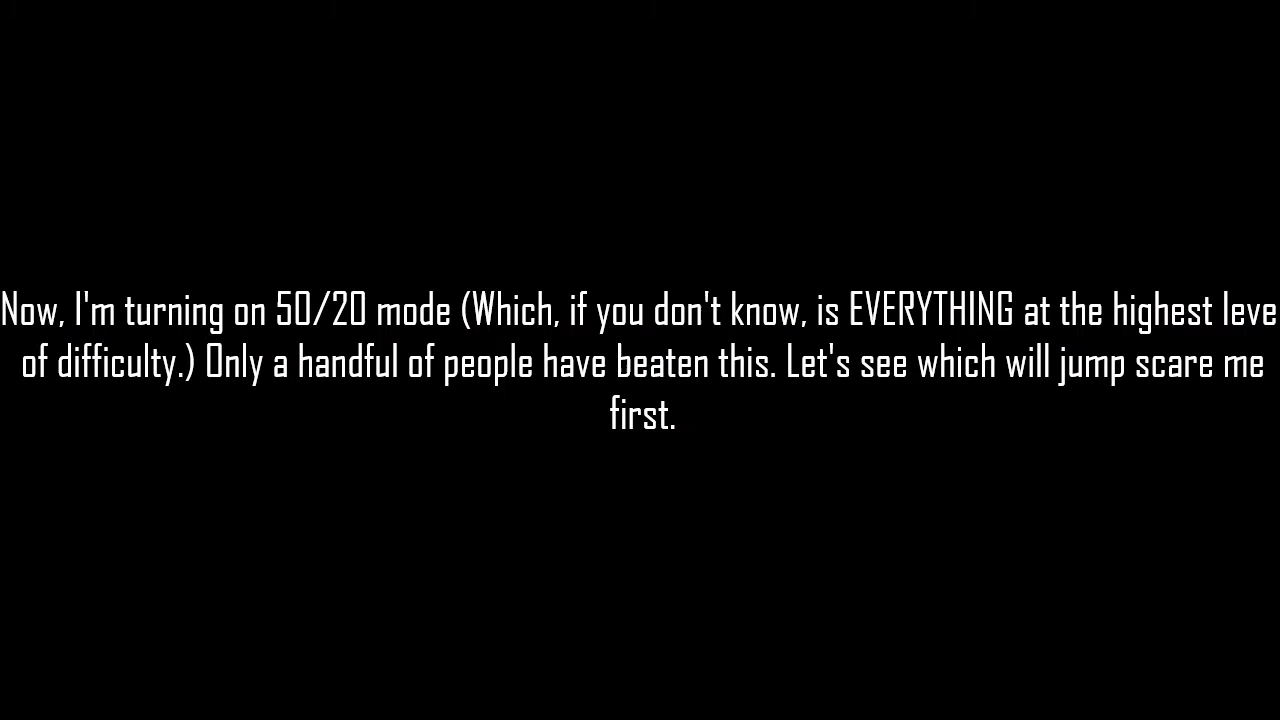 Now, I'm turning on 50/20 mode (Which, if you don't know, is EVERYTHING at the highest leve
of difficulty.) Only a handful of people have beaten this. Let's see which will jump scare me
first.